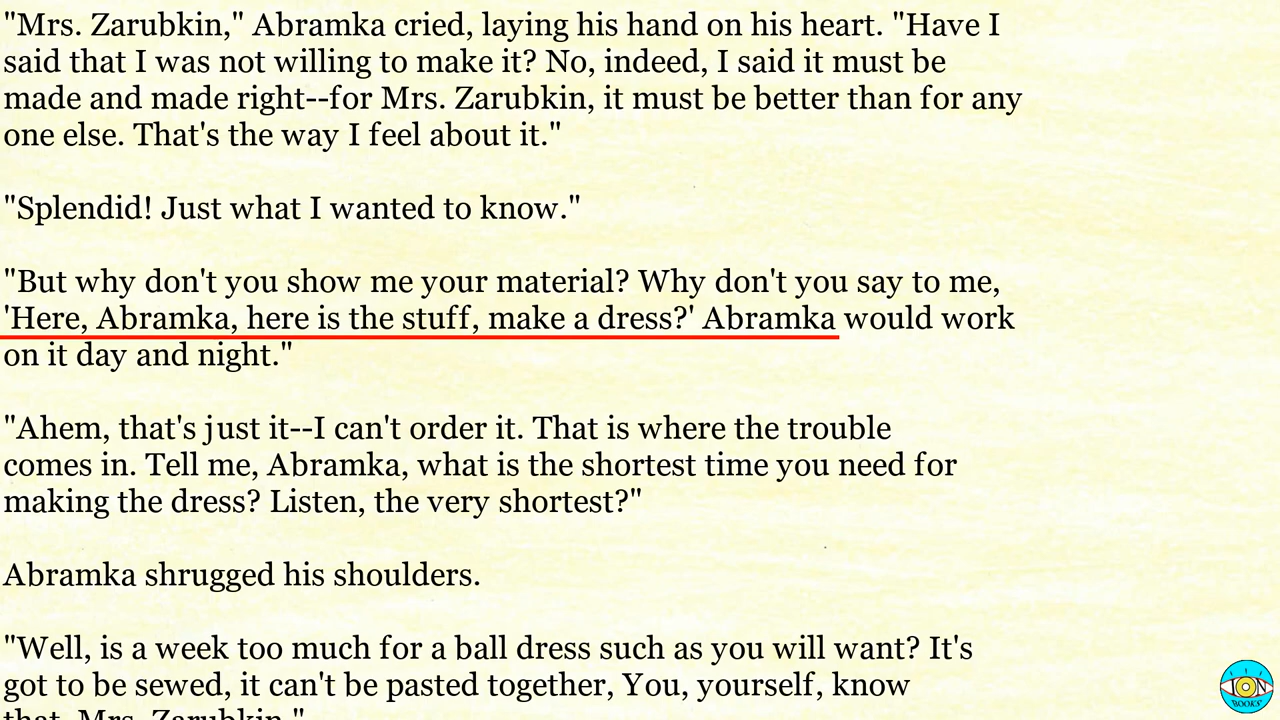 "Mrs. Zarubkin," Abramka cried, laying his hand on his heart. "Have I
said that I was not willing to make it? No, indeed, I said it must be
made and made right--for Mrs. Zarubkin, it must be better than for any
one else. That's the way I feel about it."
"Splendid! Just what I wanted to know."
"But why don't you show me your material? Why don't you say to me,
'Here, Abramka, here is the stuff, make a dress?' Abramka would work
on it day and night."
"Ahem, that's just it--I can't order it. That is where the trouble
comes in. Tell me, Abramka, what is the shortest time you need for
making the dress? Listen, the very shortest?"
Abramka shrugged his shoulders.
"Well, is a week too much for a ball dress such as you will want? It's
got to be sewed, it can't be pasted together, You, yourself, know
that, Mrs. Zarubkin."
ION
BOOKS